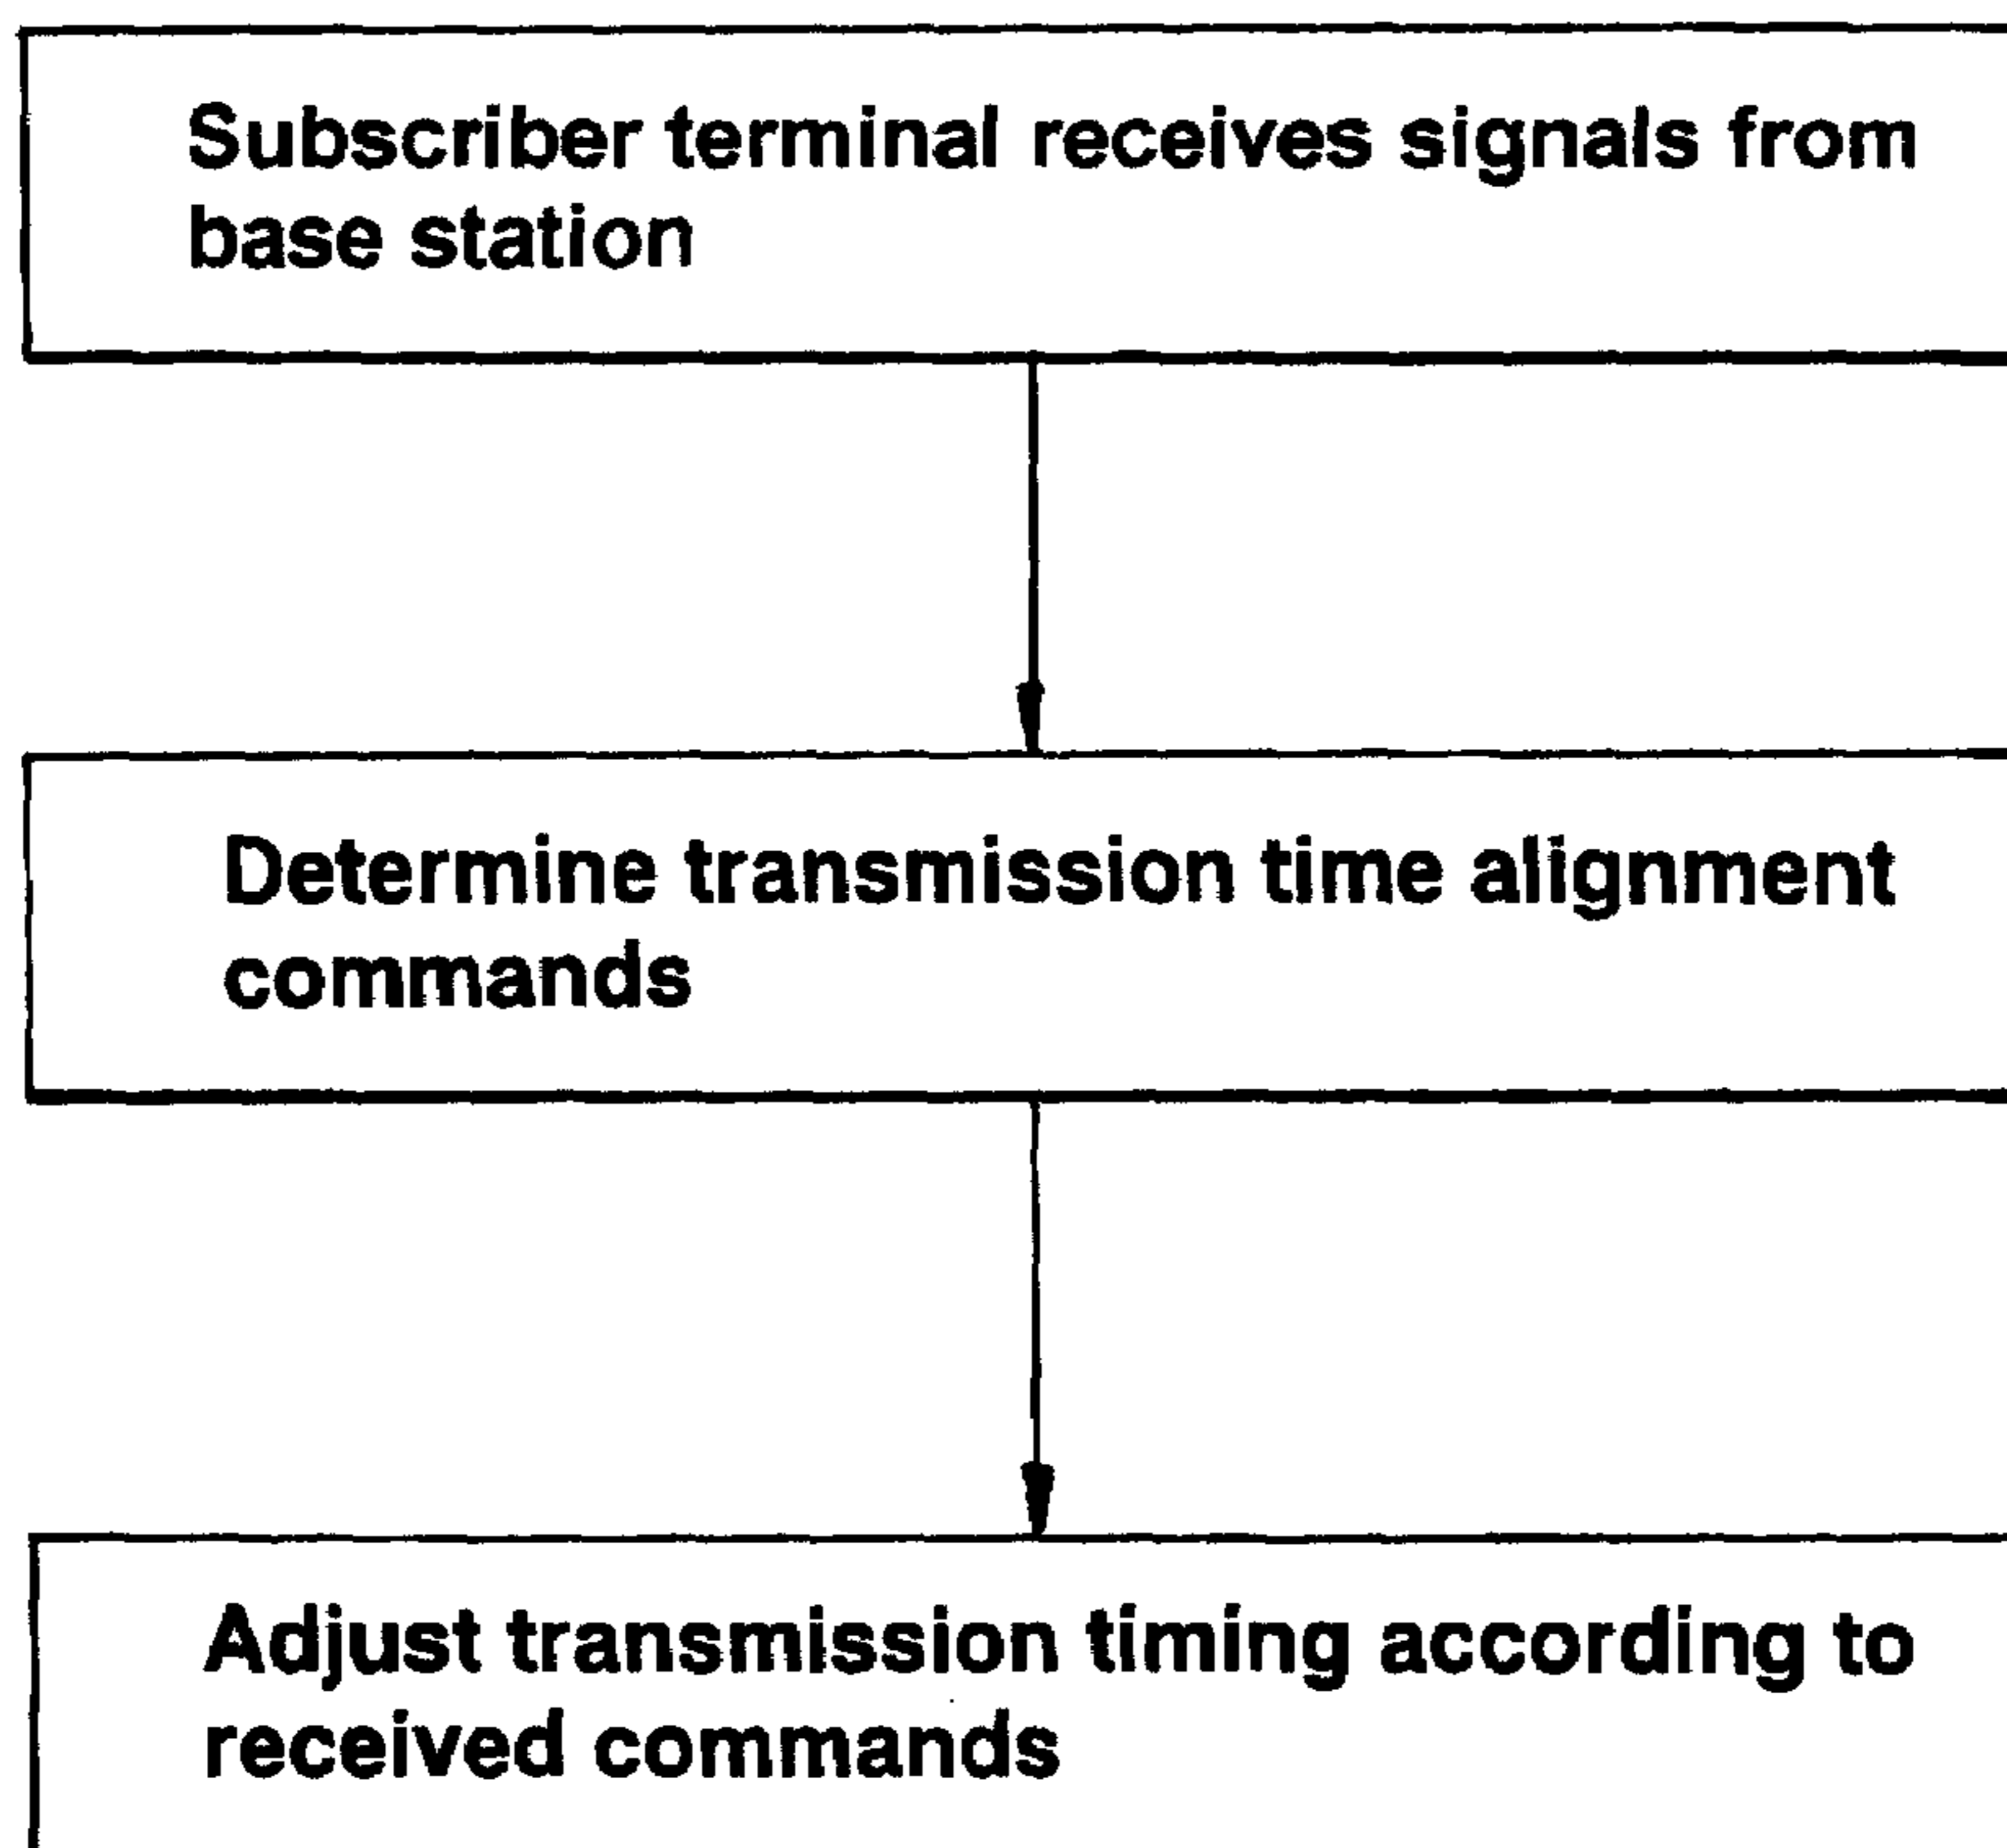 Subscriber terminal receives signals from
base station
Determine transmission time alignment
commands
Adjust transmission timing according to
received commands